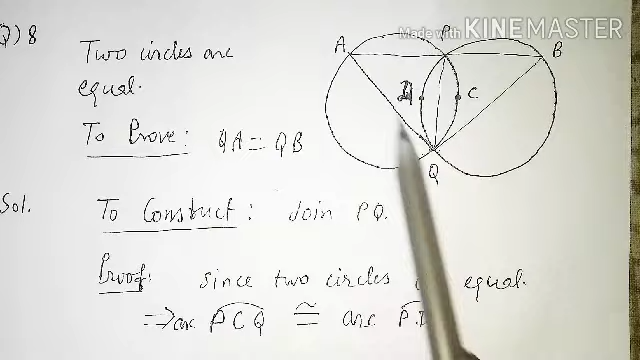 Q) 8
Two circles are
equal.
To Prove: QA = QB
Sol.
To Construct: Join PQ.
Proof: Since two circles equal.
⟹ arc PCQ ≅ arc P
A
P
B
C
Q
Made with KINEMASTER